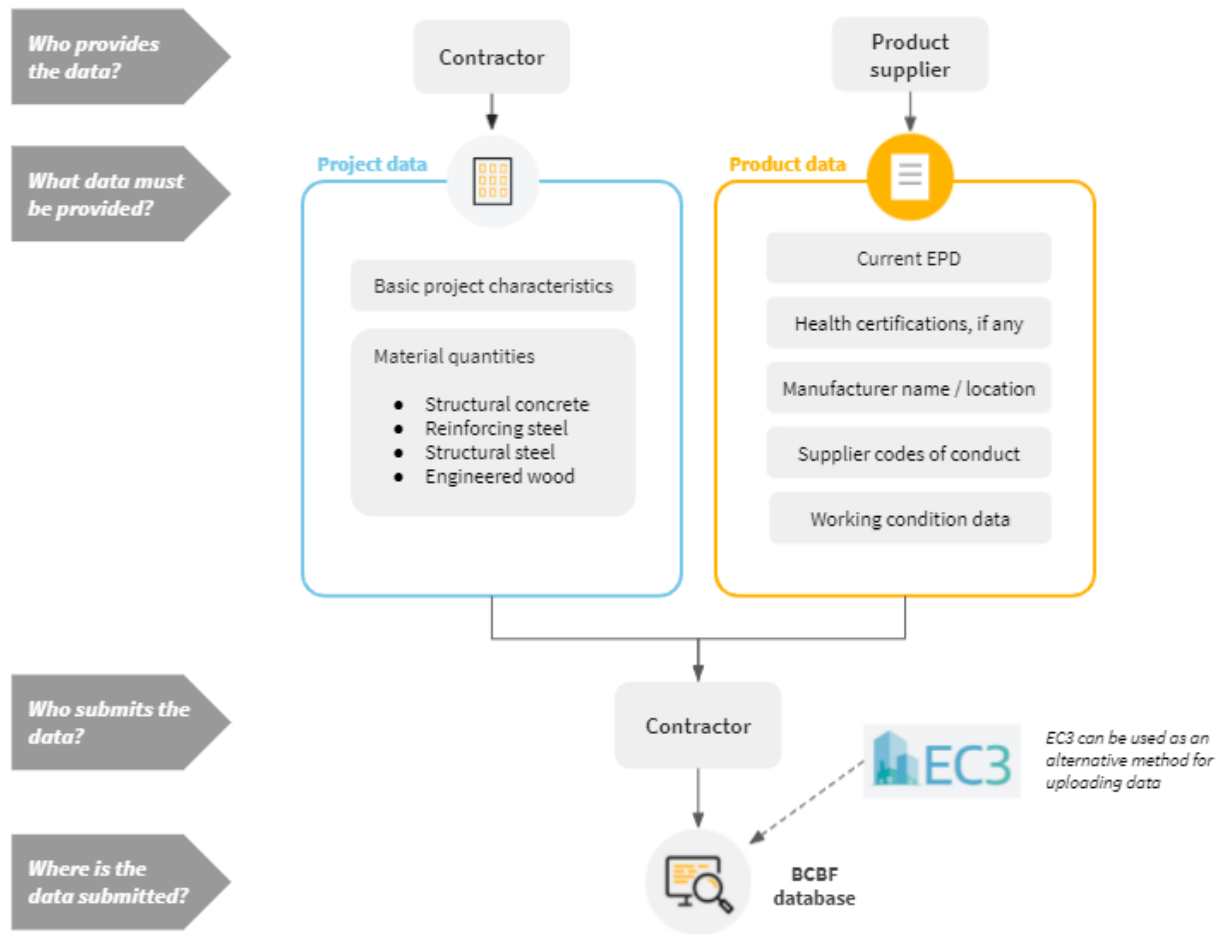 Who provides
the data?
Contractor
Product
supplier
What data must
be provided?
Project data
Product data
Basic project characteristics
Material quantities
● Structural concrete
● Reinforcing steel
● Structural steel
● Engineered wood
Current EPD
Health certifications, if any
Manufacturer name / location
Supplier codes of conduct
Working condition data
Who submits the
data?
Contractor
EC3
EC3 can be used as an
alternative method for
uploading data
Where is the
data submitted?
BCBF
database